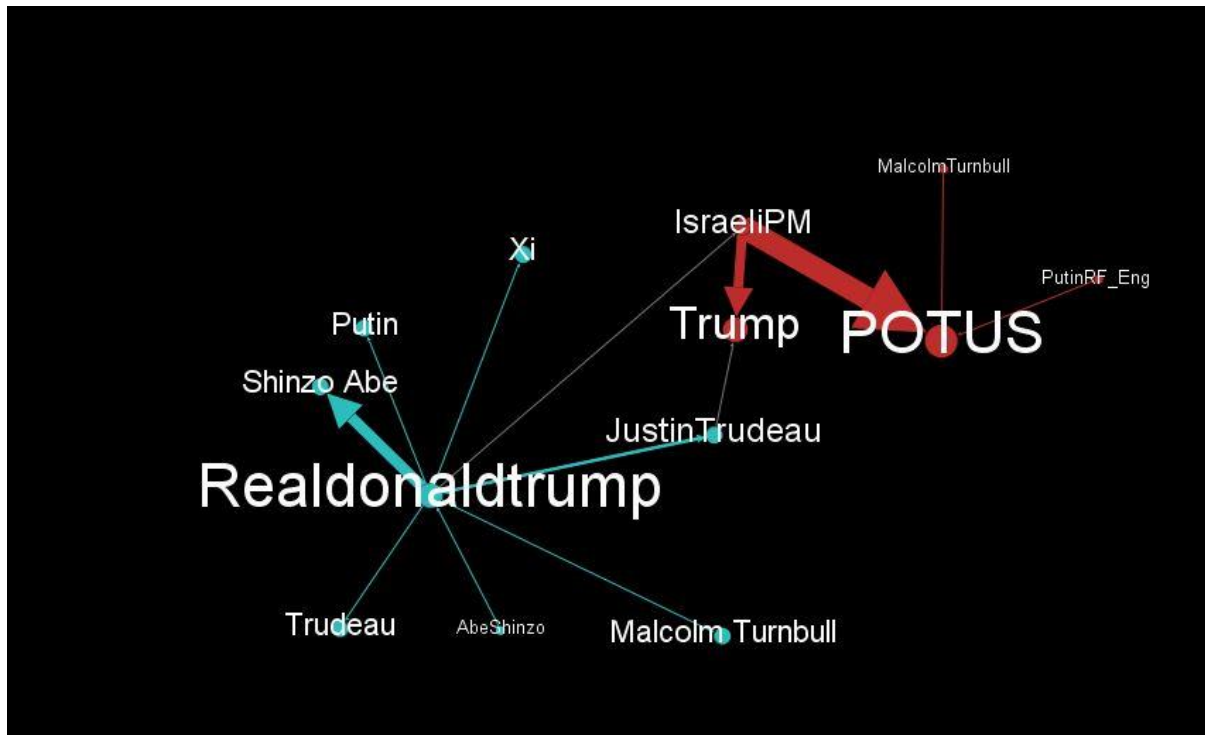 MalcolmTurnbull
IsraeliPM
Xi
PutinRF_Eng
Putin
Trump
POTUS
Shinzo Abe
JustinTrudeau
Realdonaldtrump
Trudeau
AbeShinzo
Malcolm Turnbull